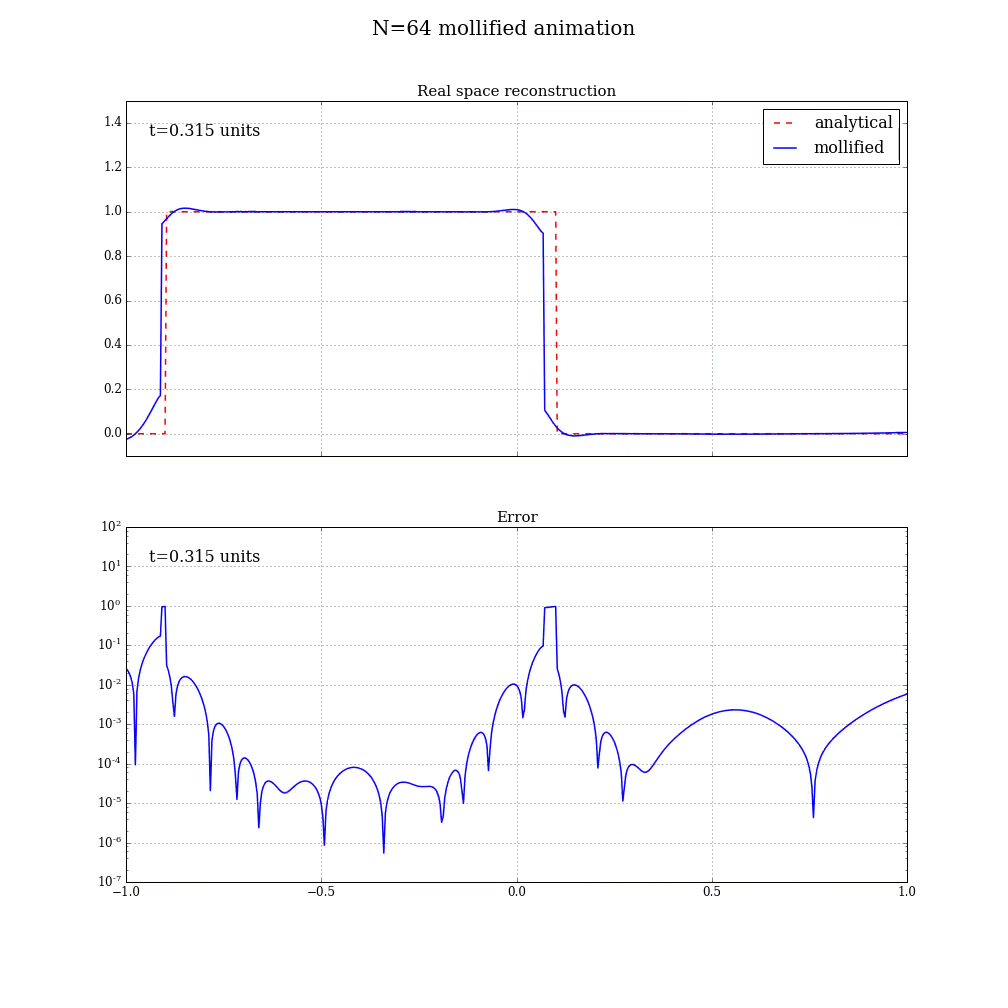 N=64 mollified animation
Real space reconstruction
t=0.315 units
analytical
mollified
1.4
1.2
1.0
0.8
0.6
0.4
0.2
0.0
Error
t=0.315 units
10²
10¹
10⁰
10⁻¹
10⁻²
10⁻³
10⁻⁴
10⁻⁵
10⁻⁶
10⁻⁷
−1.0 −0.5 0.0 0.5 1.0